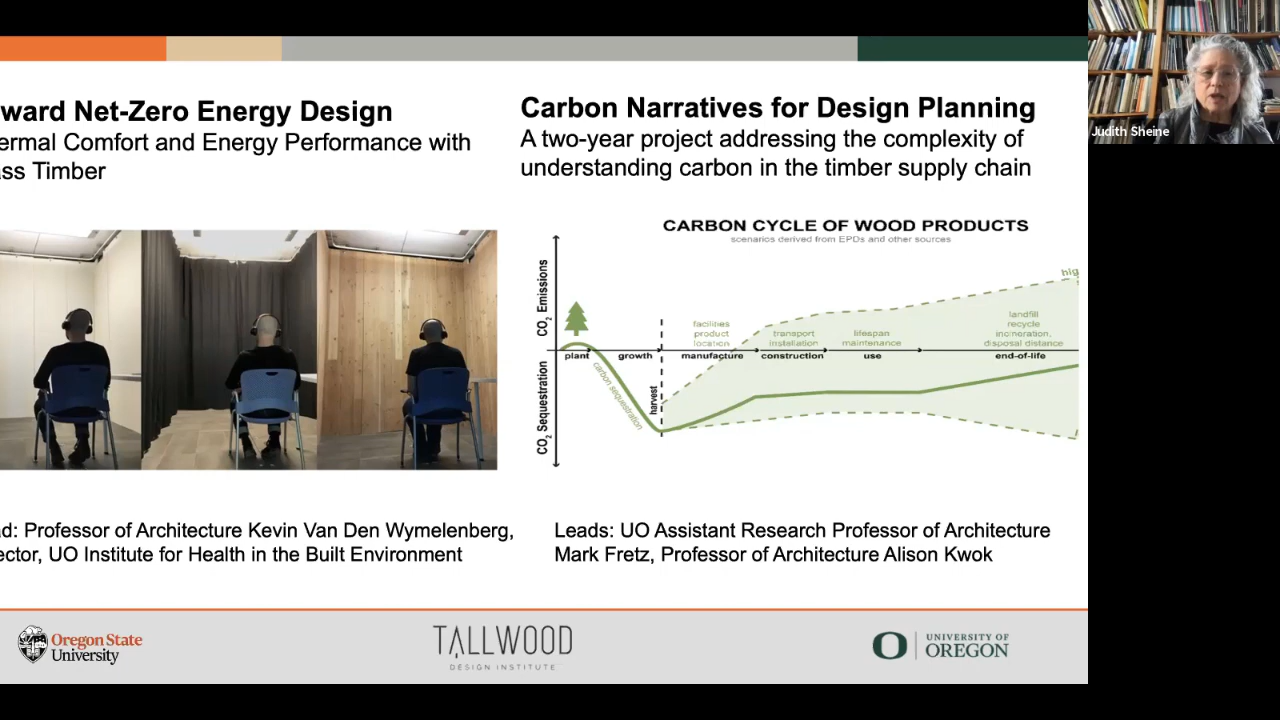 ward Net-Zero Energy Design
ermal Comfort and Energy Performance with
ss Timber
Carbon Narratives for Design Planning
A two-year project addressing the complexity of
understanding carbon in the timber supply chain
CARBON CYCLE OF WOOD PRODUCTS
scenarios derived from EPDs and other sources
CO2 Emissions
CO2 Sequestration
plant
growth
carbon sequestration
harvest
facilities
product
location
manufacture
transport
installation
construction
lifespan
maintenance
use
landfill
recycle
incineration,
disposal distance
end-of-life
hig
d: Professor of Architecture Kevin Van Den Wymelenberg,
ector, UO Institute for Health in the Built Environment
Leads: UO Assistant Research Professor of Architecture
Mark Fretz, Professor of Architecture Alison Kwok
Oregon State
University
TALLWOOD
DESIGN INSTITUTE
O
UNIVERSITY OF
OREGON
Judith Sheine